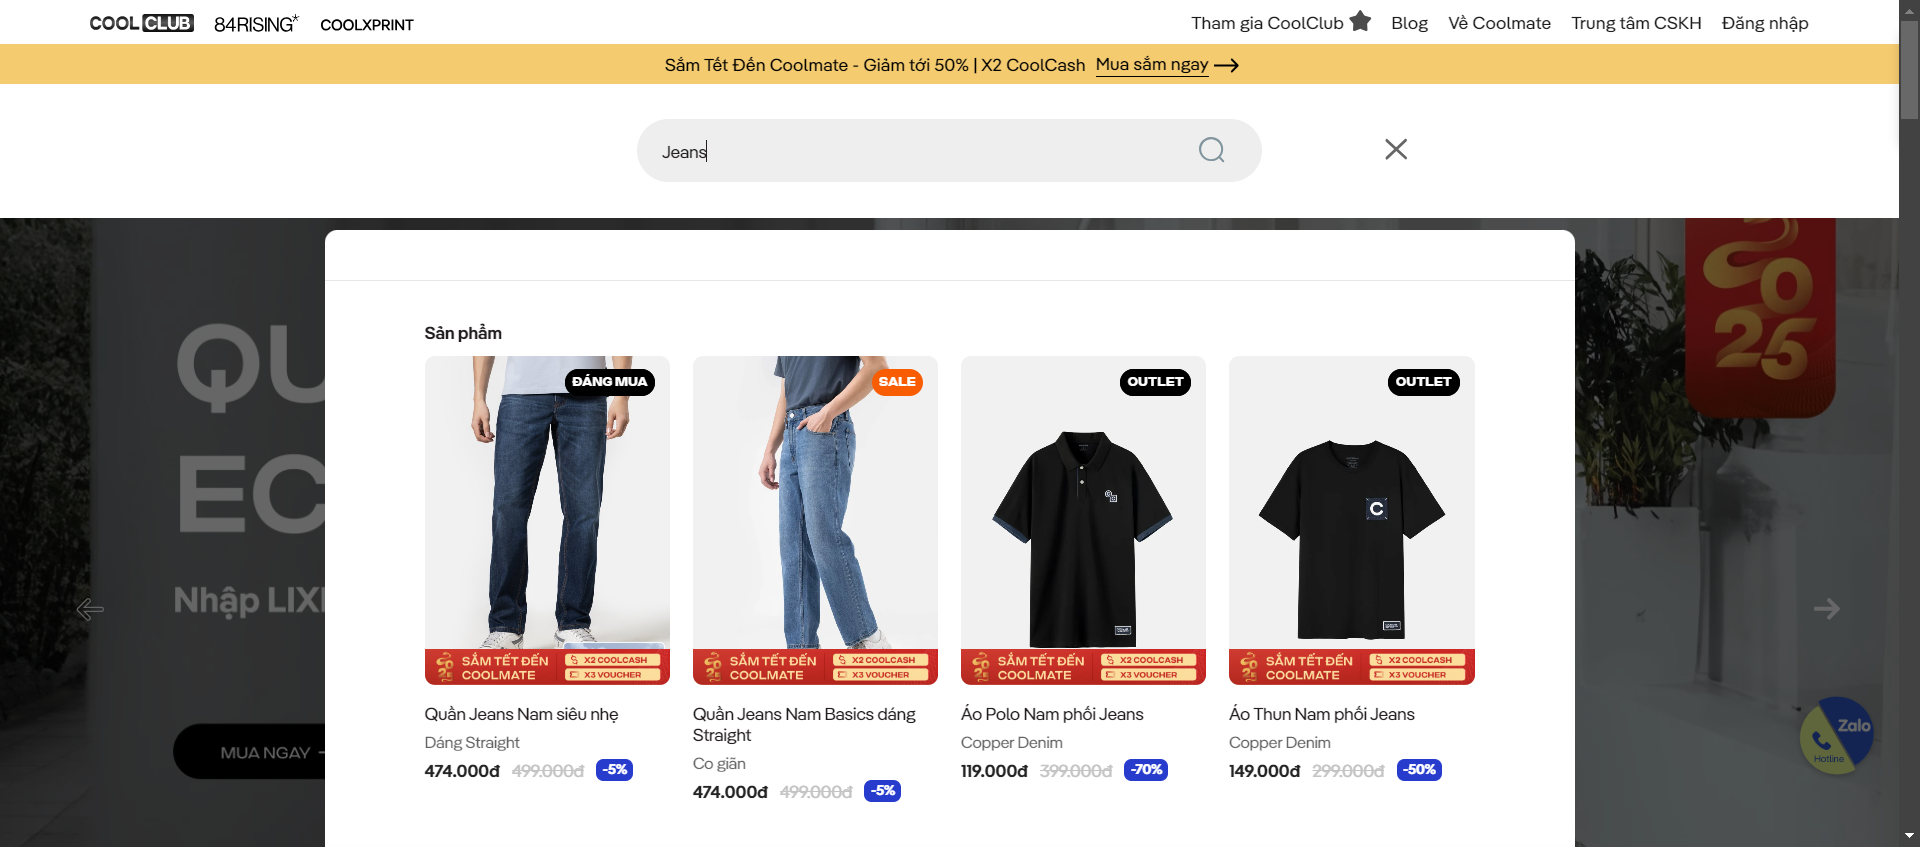 COOLCLUB 84RISING* COOLXPRINT Tham gia CoolClub Blog Về Coolmate Trung tâm CSKH Đăng nhập
Sắm Tết Đến Coolmate - Giảm tới 50% | X2 CoolCash Mua sắm ngay
Jeans
2025
QU
EC
Nhập LIXI
MUA NGAY
Sản phẩm
ĐÁNG MUA
SALE
OUTLET
OUTLET
C
SẮM TẾT ĐẾN COOLMATE X2 COOLCASH X3 VOUCHER
SẮM TẾT ĐẾN COOLMATE X2 COOLCASH X3 VOUCHER
SẮM TẾT ĐẾN COOLMATE X2 COOLCASH X3 VOUCHER
SẮM TẾT ĐẾN COOLMATE X2 COOLCASH X3 VOUCHER
Quần Jeans Nam siêu nhẹ
Dáng Straight
474.000đ 499.000đ -5%
Quần Jeans Nam Basics dáng
Straight
Co giãn
474.000đ 499.000đ -5%
Áo Polo Nam phối Jeans
Copper Denim
119.000đ 399.000đ -70%
Áo Thun Nam phối Jeans
Copper Denim
149.000đ 299.000đ -50%
Zalo
Hotline